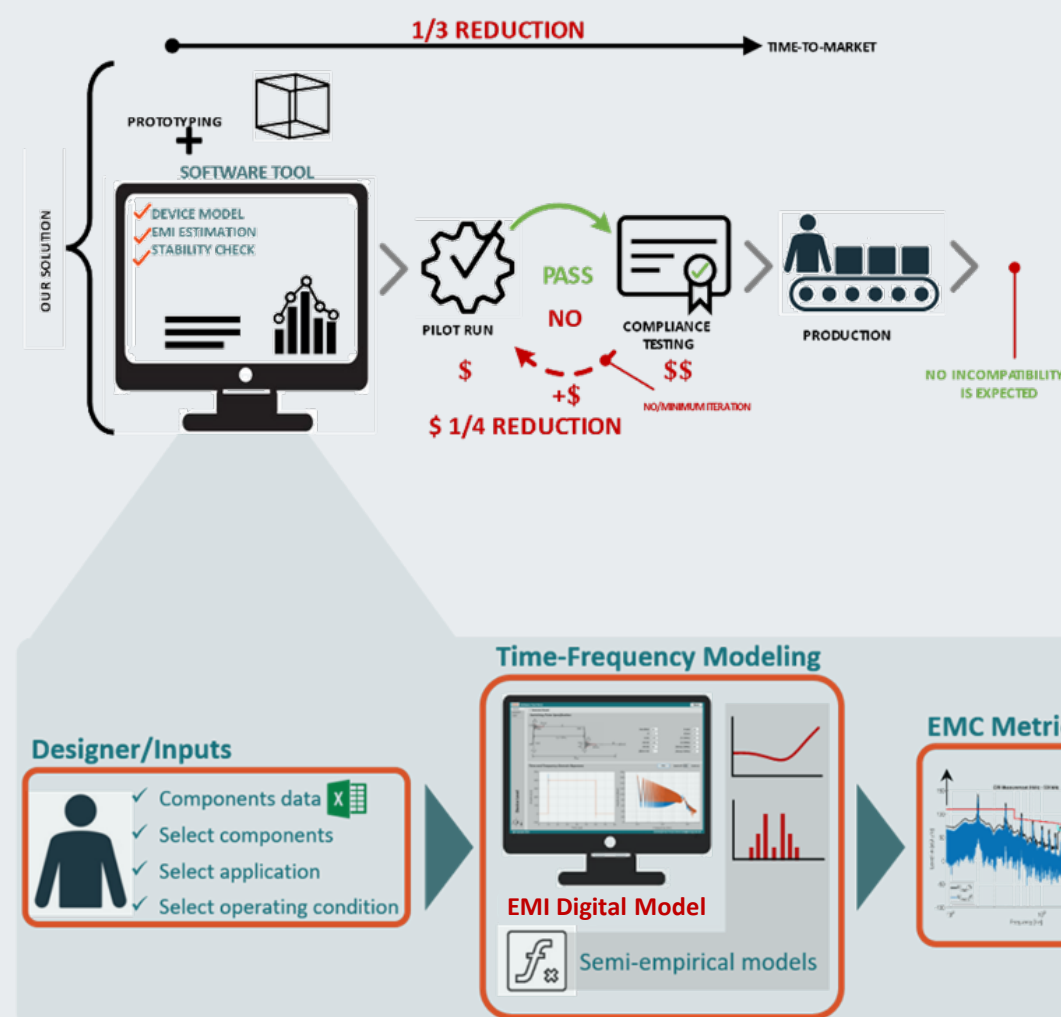 1/3 REDUCTION
TIME-TO-MARKET
PROTOTYPING
+
SOFTWARE TOOL
DEVICE MODEL
EMI ESTIMATION
STABILITY CHECK
OUR SOLUTION
PILOT RUN
PASS
NO
COMPLIANCE
TESTING
PRODUCTION
$
$$
+$
NO/MINIMUM ITERATION
$ 1/4 REDUCTION
NO INCOMPATIBILITY
IS EXPECTED
Time-Frequency Modeling
Designer/Inputs
Components data
Select components
Select application
Select operating condition
EMI Digital Model
Semi-empirical models
EMC Metri
Frequency [Hz]